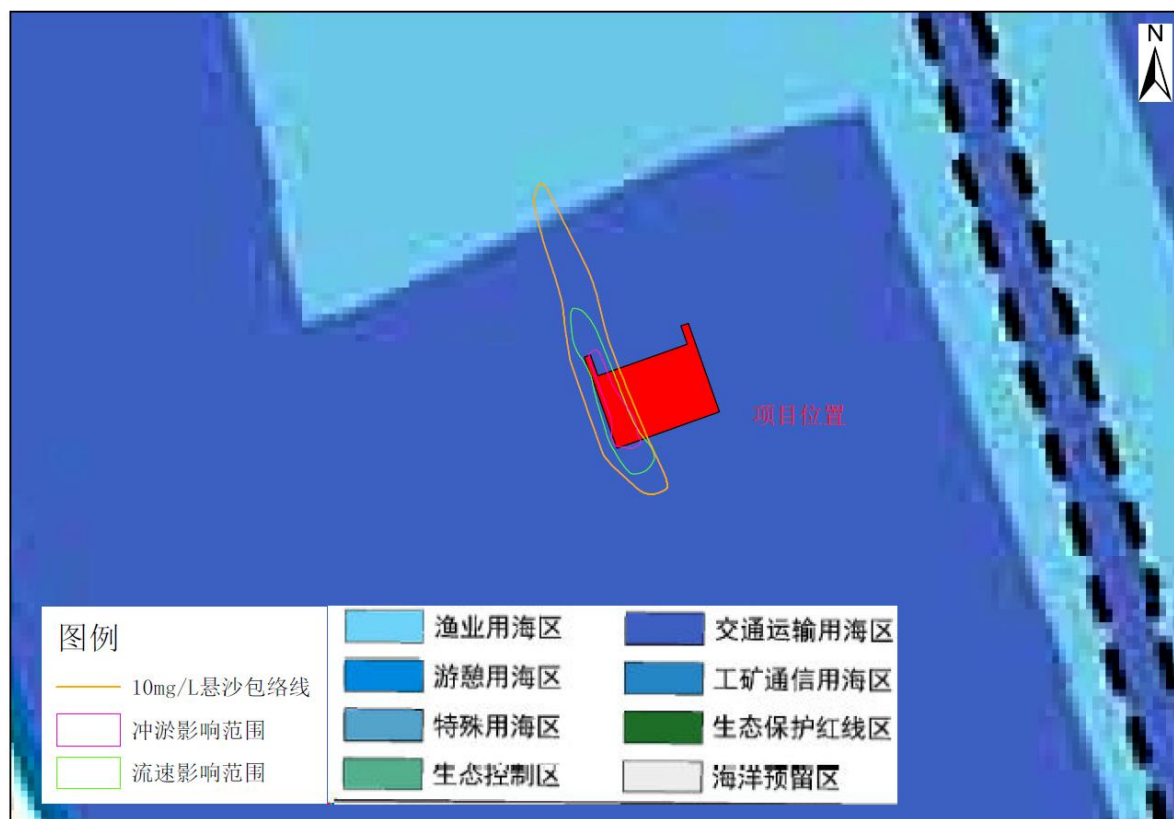 N
项目位置
图例
10mg/L悬沙包络线
冲淤影响范围
流速影响范围
渔业用海区
交通运输用海区
游憩用海区
工矿通信用海区
特殊用海区
生态保护红线区
生态控制区
海洋预留区